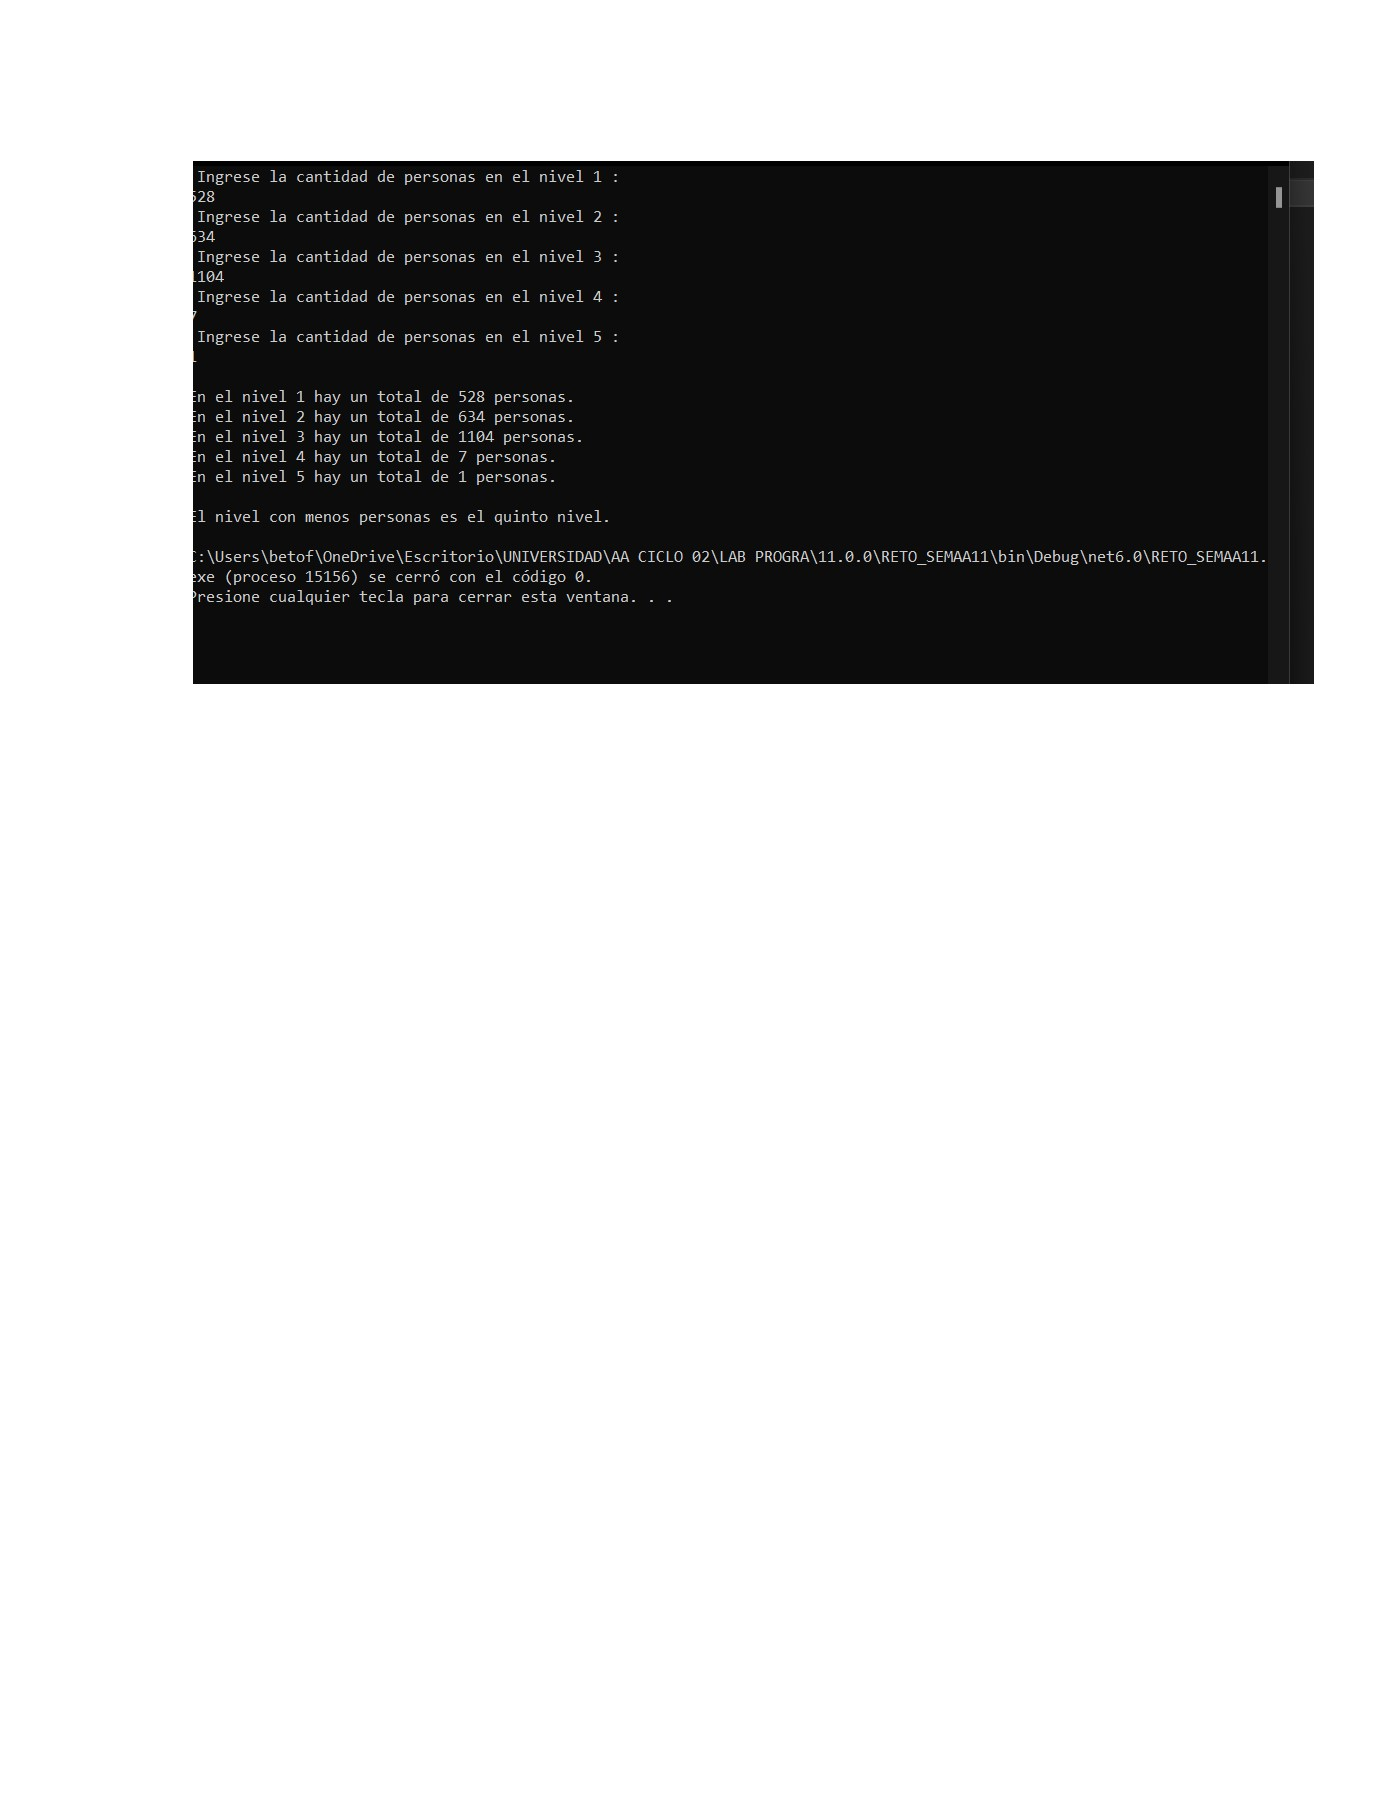 Ingrese la cantidad de personas en el nivel 1 :
528
Ingrese la cantidad de personas en el nivel 2 :
634
Ingrese la cantidad de personas en el nivel 3 :
1104
Ingrese la cantidad de personas en el nivel 4 :
7
Ingrese la cantidad de personas en el nivel 5 :
1
En el nivel 1 hay un total de 528 personas.
En el nivel 2 hay un total de 634 personas.
En el nivel 3 hay un total de 1104 personas.
En el nivel 4 hay un total de 7 personas.
En el nivel 5 hay un total de 1 personas.
El nivel con menos personas es el quinto nivel.
C:\Users\betof\OneDrive\Escritorio\UNIVERSIDAD\AA CICLO 02\LAB PROGRA\11.0.0\RETO_SEMAA11\bin\Debug\net6.0\RETO_SEMAA11.
exe (proceso 15156) se cerró con el código 0.
Presione cualquier tecla para cerrar esta ventana. . .